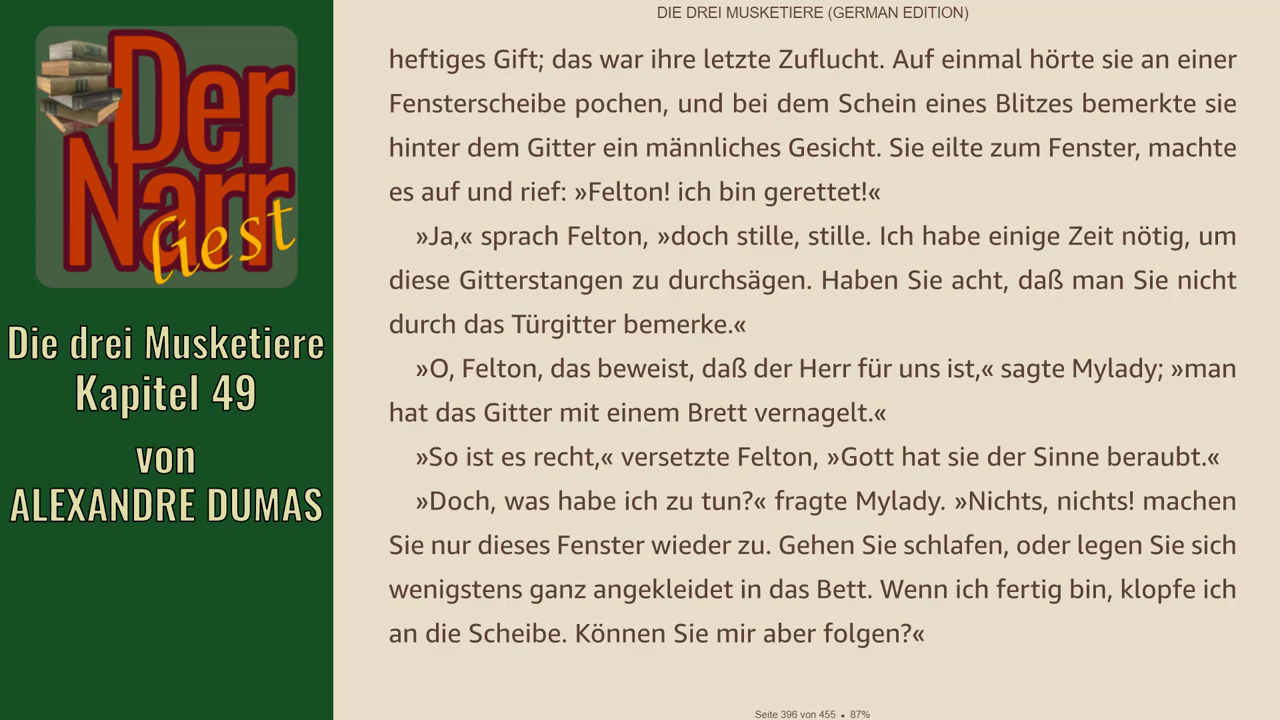 Der
Narr
liest
Die drei Musketiere
Kapitel 49
von
ALEXANDRE DUMAS
DIE DREI MUSKETIERE (GERMAN EDITION)
heftiges Gift; das war ihre letzte Zuflucht. Auf einmal hörte sie an einer
Fensterscheibe pochen, und bei dem Schein eines Blitzes bemerkte sie
hinter dem Gitter ein männliches Gesicht. Sie eilte zum Fenster, machte
es auf und rief: »Felton! ich bin gerettet!«
»Ja,« sprach Felton, »doch stille, stille. Ich habe einige Zeit nötig, um
diese Gitterstangen zu durchsägen. Haben Sie acht, daß man Sie nicht
durch das Türgitter bemerke.«
»O, Felton, das beweist, daß der Herr für uns ist,« sagte Mylady; »man
hat das Gitter mit einem Brett vernagelt.«
»So ist es recht,« versetzte Felton, »Gott hat sie der Sinne beraubt.«
»Doch, was habe ich zu tun?« fragte Mylady. »Nichts, nichts! machen
Sie nur dieses Fenster wieder zu. Gehen Sie schlafen, oder legen Sie sich
wenigstens ganz angekleidet in das Bett. Wenn ich fertig bin, klopfe ich
an die Scheibe. Können Sie mir aber folgen?«
Seite 396 von 455 • 87%